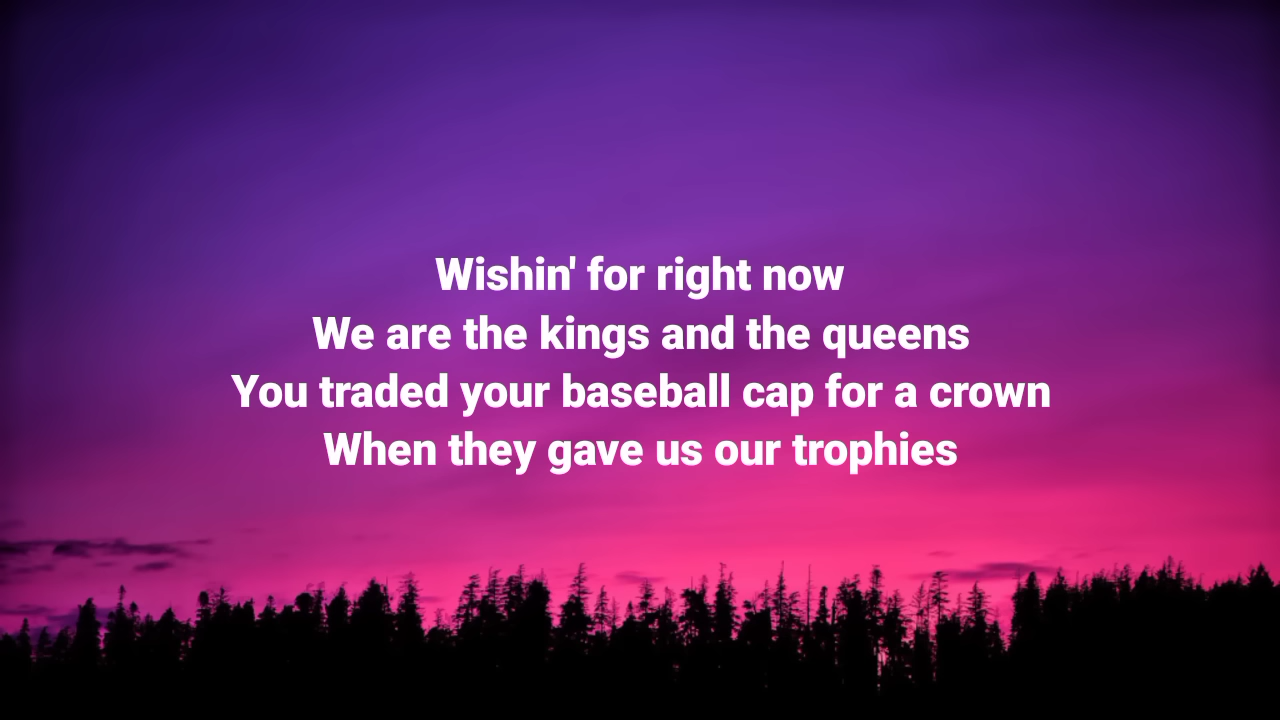 Wishin' for right now
We are the kings and the queens
You traded your baseball cap for a crown
When they gave us our trophies